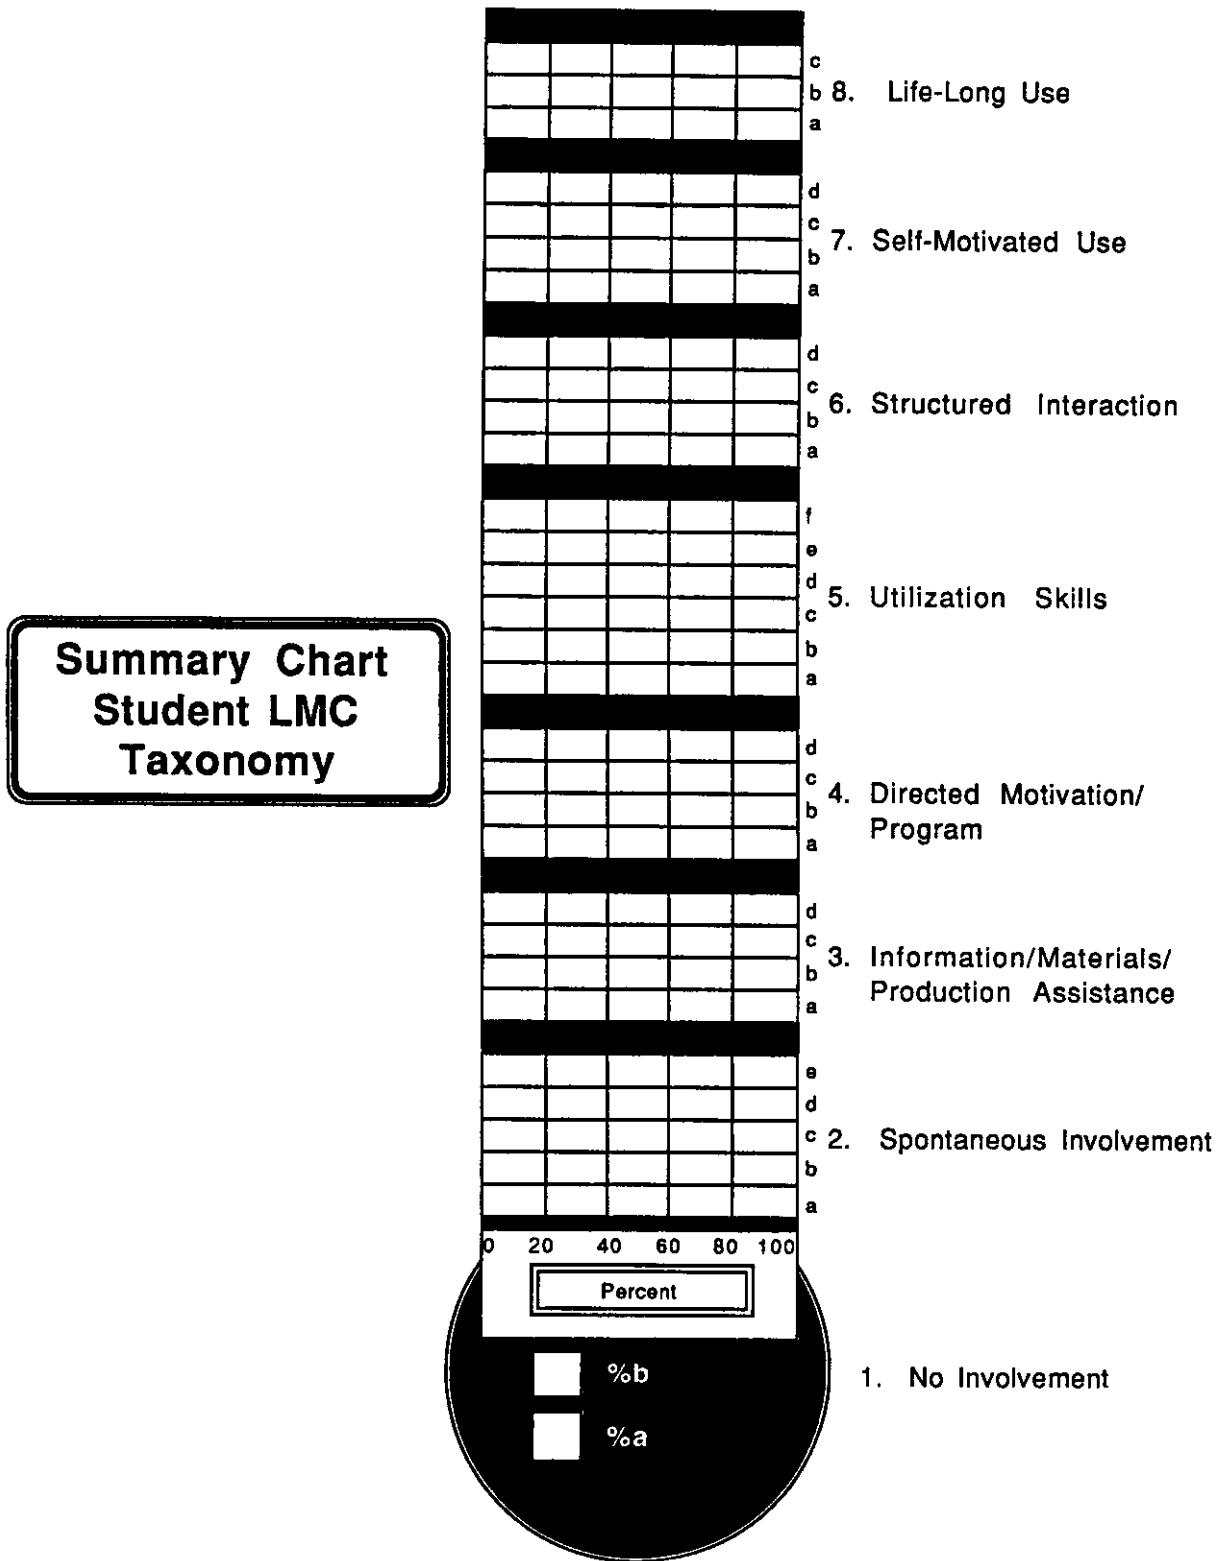 c
b 8. Life-Long Use
a
d
c
7. Self-Motivated Use
b
a
d
c
6. Structured Interaction
b
a
f
e
d
5. Utilization Skills
c
b
a
Summary Chart
Student LMC
Taxonomy
d
c
4. Directed Motivation/
b
Program
a
d
c
3. Information/Materials/
b
Production Assistance
a
e
d
c 2. Spontaneous Involvement
b
a
0 20 40 60 80 100
Percent
%b
1. No Involvement
%a